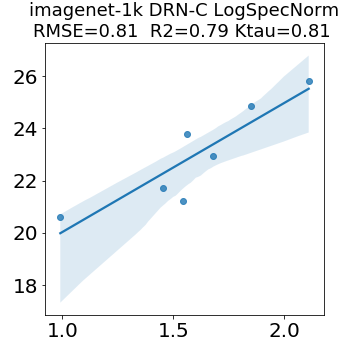 imagenet-1k DRN-C LogSpecNorm
RMSE=0.81 R2=0.79 Ktau=0.81
26
24
22
20
18
1.0 1.5 2.0